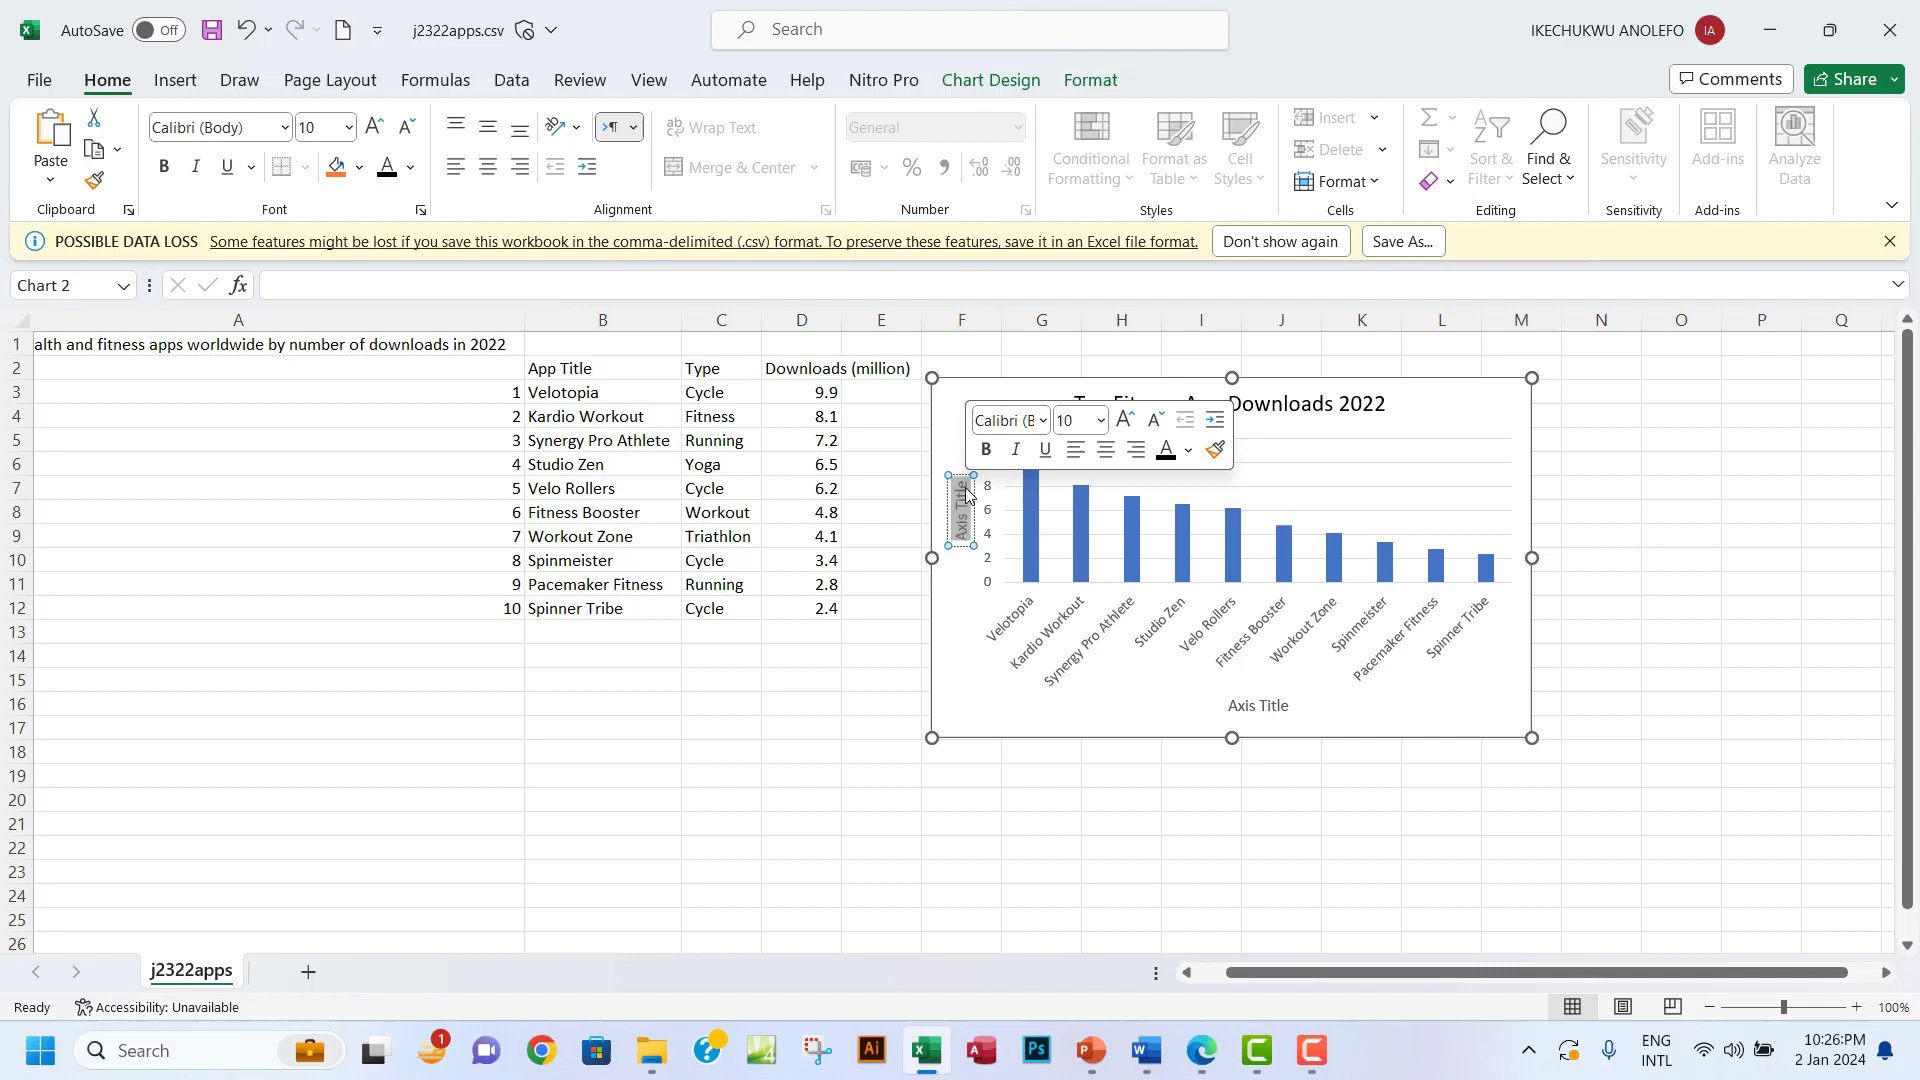 AutoSave Off j2322apps.csv Search IKECHUKWU ANOLEFO IA
File Home Insert Draw Page Layout Formulas Data Review View Automate Help Nitro Pro Chart Design Format Comments Share
Paste Calibri (Body) 10 Wrap Text General Conditional Formatting Format as Table Cell Styles Insert Sort & Filter Find & Select Sensitivity Add-ins Analyze Data
B I U Merge & Center % Delete
Format
Clipboard Font Alignment Number Styles Cells Editing Sensitivity Add-ins
POSSIBLE DATA LOSS Some features might be lost if you save this workbook in the comma-delimited (.csv) format. To preserve these features, save it in an Excel file format. Don't show again Save As...
Chart 2 fx
A B C D E F G H I J K L M N O P Q
1 alth and fitness apps worldwide by number of downloads in 2022
2 App Title Type Downloads (million)
3 1 Velotopia Cycle 9.9
4 2 Kardio Workout Fitness 8.1
5 3 Synergy Pro Athlete Running 7.2
6 4 Studio Zen Yoga 6.5
7 5 Velo Rollers Cycle 6.2
8 6 Fitness Booster Workout 4.8
9 7 Workout Zone Triathlon 4.1
10 8 Spinmeister Cycle 3.4
11 9 Pacemaker Fitness Running 2.8
12 10 Spinner Tribe Cycle 2.4
13
14
15
16
17
18
19
20
21
22
23
24
25
26
Downloads 2022
Calibri (B 10
B I U A
Axis Title
8
6
4
2
0
Velotopia
Kardio Workout
Synergy Pro Athlete
Studio Zen
Velo Rollers
Fitness Booster
Workout Zone
Spinmeister
Pacemaker Fitness
Spinner Tribe
Axis Title
j2322apps
Ready Accessibility: Unavailable 100%
Search 1 Ai Ps ENG INTL 10:26:PM
2 Jan 2024